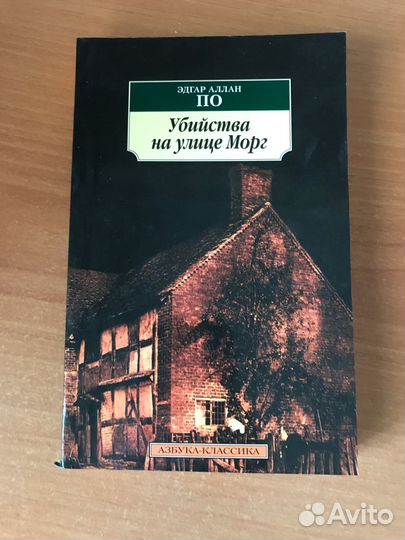 ЭДГАР АЛЛАН
ПО
Убийства
на улице Морг
АЗБУКА-КЛАССИКА
Avito